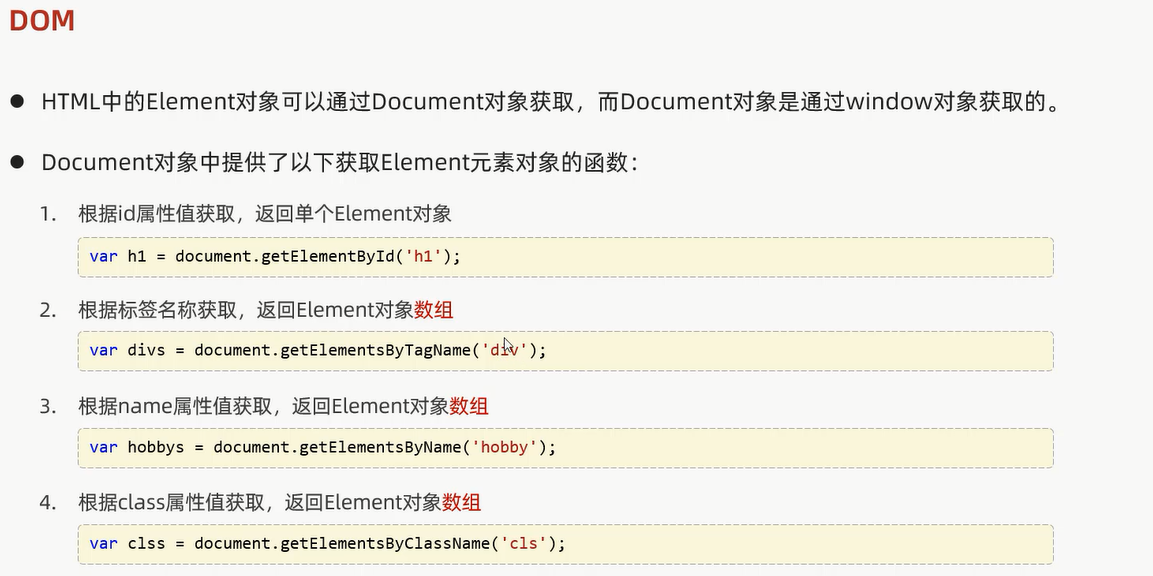 DOM
● HTML中的Element对象可以通过Document对象获取，而Document对象是通过window对象获取的。
● Document对象中提供了以下获取Element元素对象的函数：
1. 根据id属性值获取，返回单个Element对象
var h1 = document.getElementById('h1');
2. 根据标签名称获取，返回Element对象数组
var divs = document.getElementsByTagName('div');
3. 根据name属性值获取，返回Element对象数组
var hobbys = document.getElementsByName('hobby');
4. 根据class属性值获取，返回Element对象数组
var clss = document.getElementsByClassName('cls');